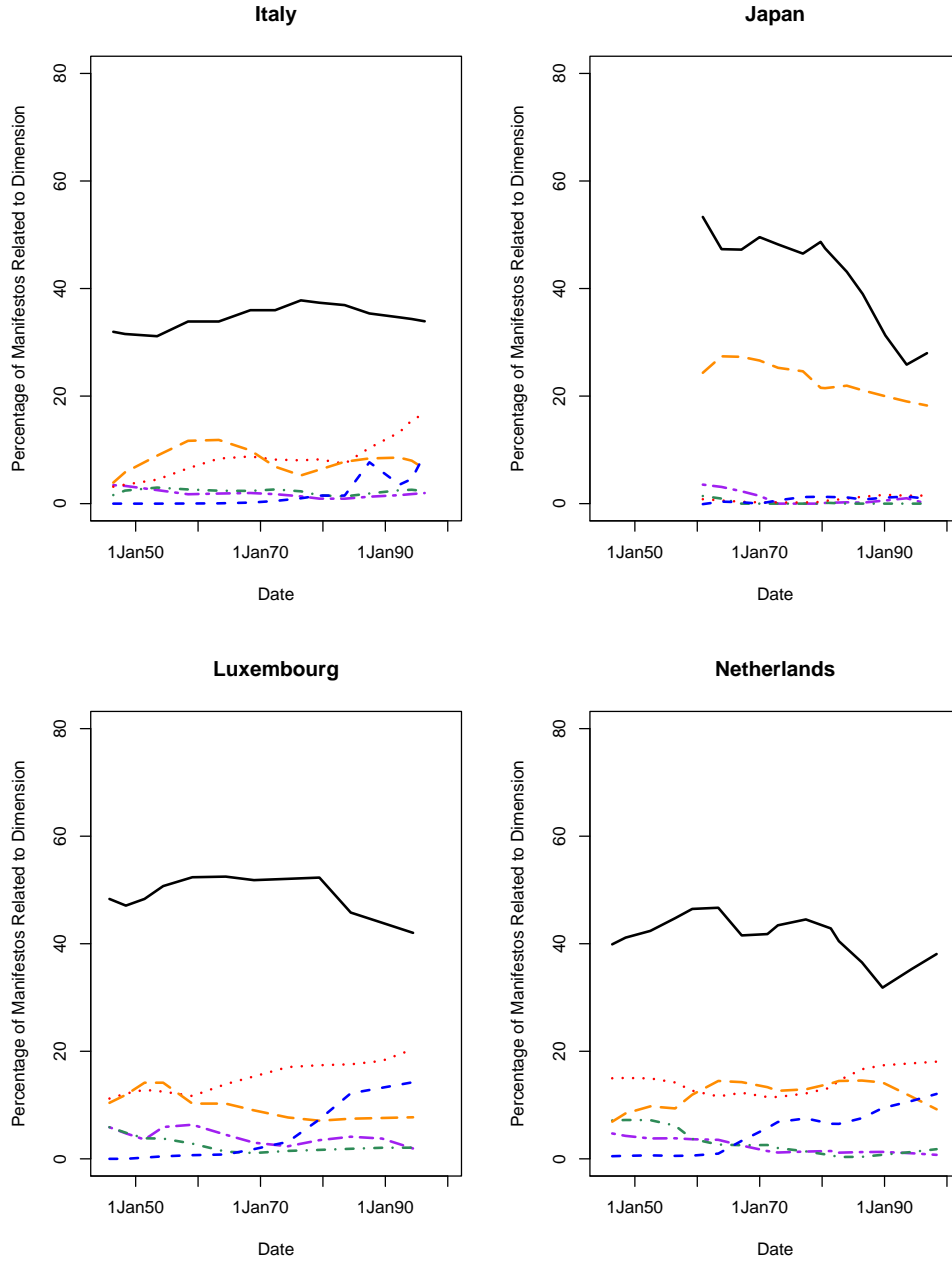 Italy
Percentage of Manifestos Related to Dimension
0 20 40 60 80
1Jan50 1Jan70 1Jan90
Date
Japan
Percentage of Manifestos Related to Dimension
0 20 40 60 80
1Jan50 1Jan70 1Jan90
Date
Luxembourg
Percentage of Manifestos Related to Dimension
0 20 40 60 80
1Jan50 1Jan70 1Jan90
Date
Netherlands
Percentage of Manifestos Related to Dimension
0 20 40 60 80
1Jan50 1Jan70 1Jan90
Date